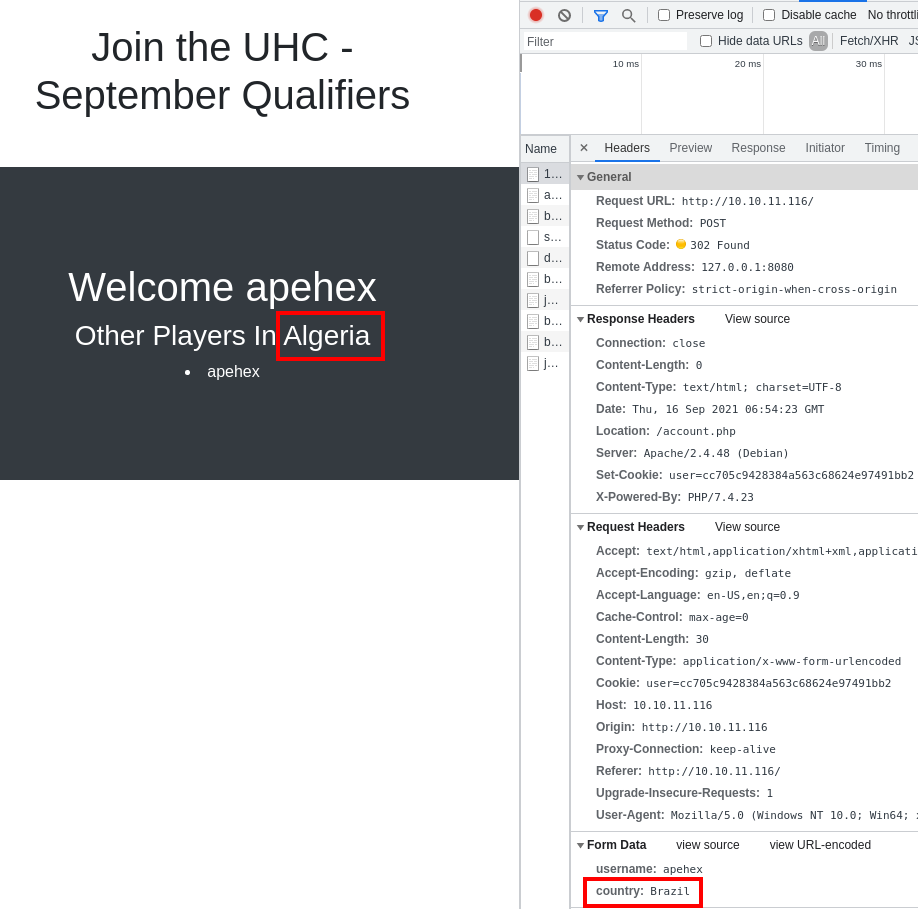 Join the UHC -
September Qualifiers
Welcome apehex
Other Players In Algeria
apehex
Preserve log
Disable cache
No throttli
Filter
Hide data URLs
All
Fetch/XHR
JS
10 ms
20 ms
30 ms
Name
1…
a…
b…
s…
d…
b…
j…
b…
b…
j…
Headers
Preview
Response
Initiator
Timing
General
Request URL: http://10.10.11.116/
Request Method: POST
Status Code: 302 Found
Remote Address: 127.0.0.1:8080
Referrer Policy: strict-origin-when-cross-origin
Response Headers View source
Connection: close
Content-Length: 0
Content-Type: text/html; charset=UTF-8
Date: Thu, 16 Sep 2021 06:54:23 GMT
Location: /account.php
Server: Apache/2.4.48 (Debian)
Set-Cookie: user=cc705c9428384a563c68624e97491bb2
X-Powered-By: PHP/7.4.23
Request Headers View source
Accept: text/html,application/xhtml+xml,applicati
Accept-Encoding: gzip, deflate
Accept-Language: en-US,en;q=0.9
Cache-Control: max-age=0
Content-Length: 30
Content-Type: application/x-www-form-urlencoded
Cookie: user=cc705c9428384a563c68624e97491bb2
Host: 10.10.11.116
Origin: http://10.10.11.116
Proxy-Connection: keep-alive
Referer: http://10.10.11.116/
Upgrade-Insecure-Requests: 1
User-Agent: Mozilla/5.0 (Windows NT 10.0; Win64;
Form Data view source view URL-encoded
username: apehex
country: Brazil